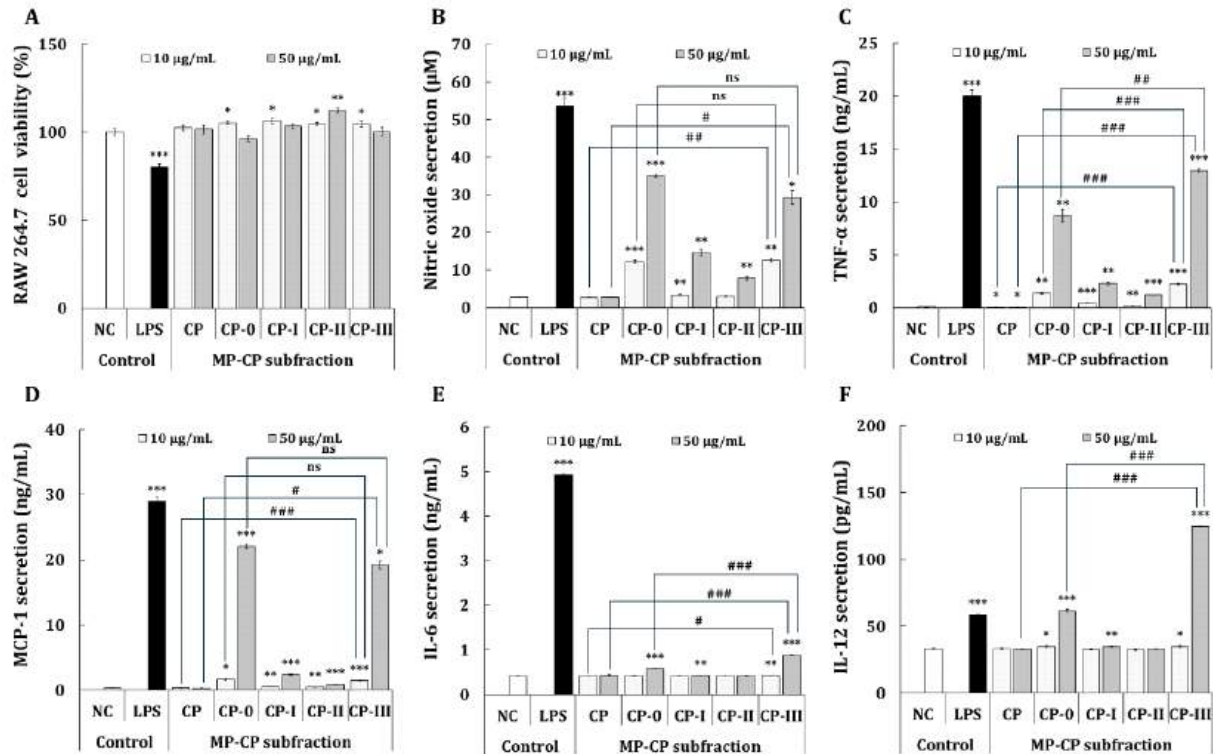 A
RAW 264.7 cell viability (%)
150
100
50
0
10 µg/mL 50 µg/mL
***
*
*
*
**
*
NC LPS CP CP-0 CP-I CP-II CP-III
Control MP-CP subfraction
B
Nitric oxide secretion (µM)
70
60
50
40
30
20
10
0
10 µg/mL 50 µg/mL
ns
ns
#
##
***
***
***
**
**
**
**
*
NC LPS CP CP-0 CP-I CP-II CP-III
Control MP-CP subfraction
C
TNF-α secretion (ng/mL)
25
20
15
10
5
0
10 µg/mL 50 µg/mL
##
###
###
###
***
*
*
**
**
***
**
**
***
***
***
NC LPS CP CP-0 CP-I CP-II CP-III
Control MP-CP subfraction
D
MCP-1 secretion (ng/mL)
40
30
20
10
0
10 µg/mL 50 µg/mL
ns
ns
#
###
***
*
***
**
***
**
***
***
*
NC LPS CP CP-0 CP-I CP-II CP-III
Control MP-CP subfraction
E
IL-6 secretion (ng/mL)
6
5
4
3
2
1
0
10 µg/mL 50 µg/mL
###
###
#
***
***
**
**
***
NC LPS CP CP-0 CP-I CP-II CP-III
Control MP-CP subfraction
F
IL-12 secretion (pg/mL)
200
150
100
50
0
10 µg/mL 50 µg/mL
###
###
***
*
***
**
*
***
NC LPS CP CP-0 CP-I CP-II CP-III
Control MP-CP subfraction